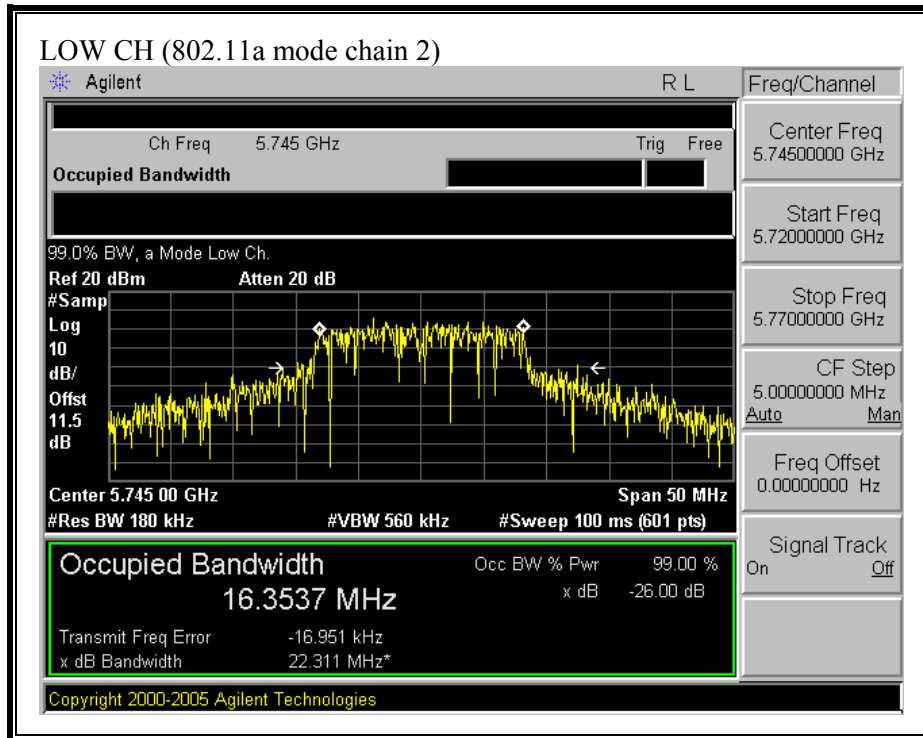 LOW CH (802.11a mode chain 2)
Agilent R L Freq/Channel
Ch Freq 5.745 GHz Trig Free
Occupied Bandwidth
Center Freq
5.74500000 GHz
Start Freq
5.72000000 GHz
Stop Freq
5.77000000 GHz
CF Step
5.00000000 MHz
Auto Man
Freq Offset
0.00000000 Hz
Signal Track
On Off
99.0% BW, a Mode Low Ch.
Ref 20 dBm Atten 20 dB
#Samp
Log
10
dB/
Offst
11.5
dB
Center 5.745 00 GHz Span 50 MHz
#Res BW 180 kHz #VBW 560 kHz #Sweep 100 ms (601 pts)
Occupied Bandwidth
16.3537 MHz
Occ BW % Pwr 99.00 %
x dB -26.00 dB
Transmit Freq Error -16.951 kHz
x dB Bandwidth 22.311 MHz*
Copyright 2000-2005 Agilent Technologies